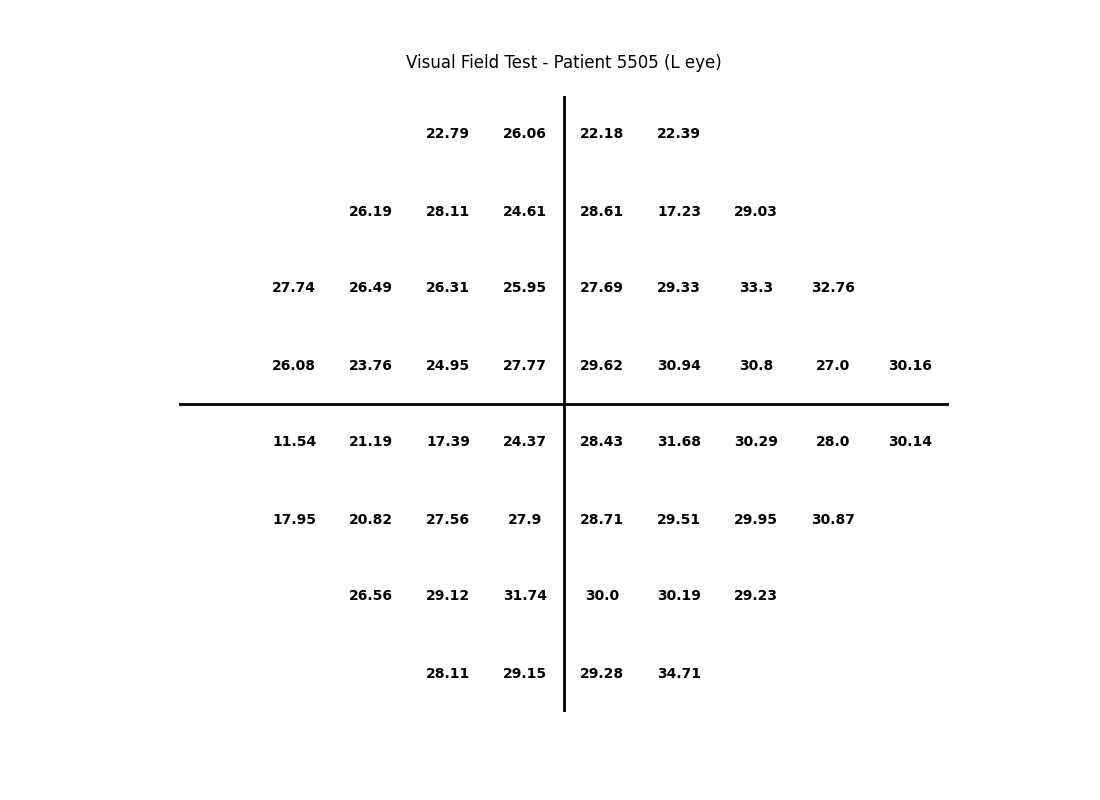 Visual Field Test - Patient 5505 (L eye)
22.79 26.06 22.18 22.39
26.19 28.11 24.61 28.61 17.23 29.03
27.74 26.49 26.31 25.95 27.69 29.33 33.3 32.76
26.08 23.76 24.95 27.77 29.62 30.94 30.8 27.0 30.16
11.54 21.19 17.39 24.37 28.43 31.68 30.29 28.0 30.14
17.95 20.82 27.56 27.9 28.71 29.51 29.95 30.87
26.56 29.12 31.74 30.0 30.19 29.23
28.11 29.15 29.28 34.71